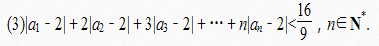 (3)|a₁ - 2| + 2|a₂ - 2| + 3|a₃ - 2| + ⋯ + n|aₙ - 2| < 16/9 , n∈N*.